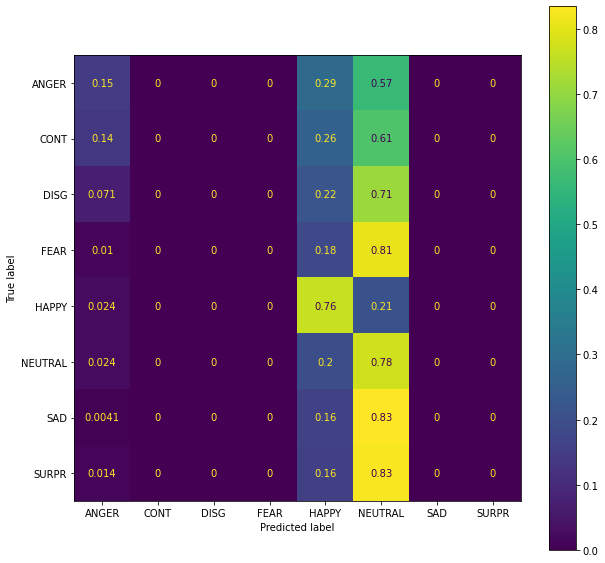 ANGER 0.15 0 0 0 0.29 0.57 0 0
CONT 0.14 0 0 0 0.26 0.61 0 0
DISG 0.071 0 0 0 0.22 0.71 0 0
FEAR 0.01 0 0 0 0.18 0.81 0 0
HAPPY 0.024 0 0 0 0.76 0.21 0 0
NEUTRAL 0.024 0 0 0 0.2 0.78 0 0
SAD 0.0041 0 0 0 0.16 0.83 0 0
SURPR 0.014 0 0 0 0.16 0.83 0 0
ANGER CONT DISG FEAR HAPPY NEUTRAL SAD SURPR
Predicted label
True label
0.8
0.7
0.6
0.5
0.4
0.3
0.2
0.1
0.0